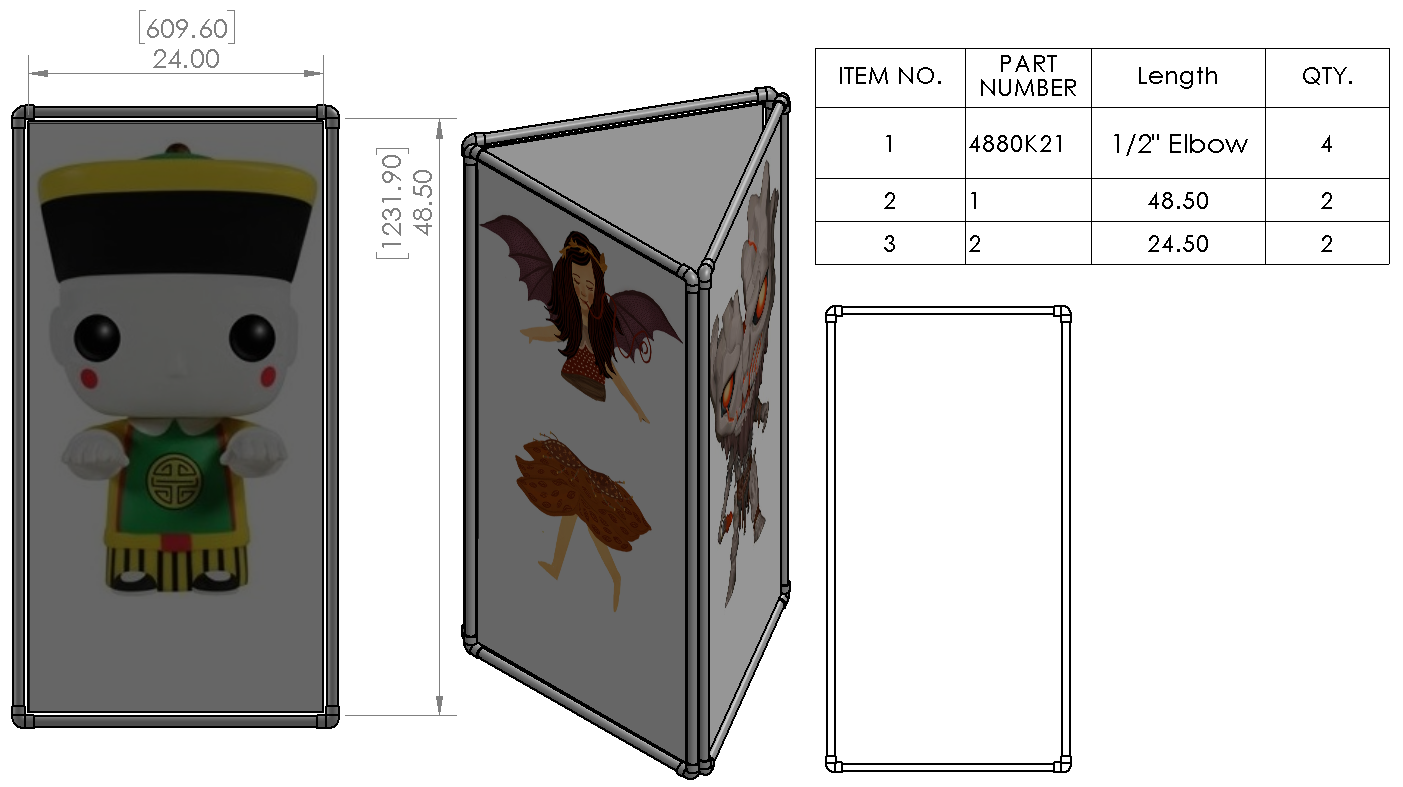 [609.60]
24.00
[1231.90]
48.50
ITEM NO. PART NUMBER Length QTY.
1 4880K21 1/2" Elbow 4
2 1 48.50 2
3 2 24.50 2